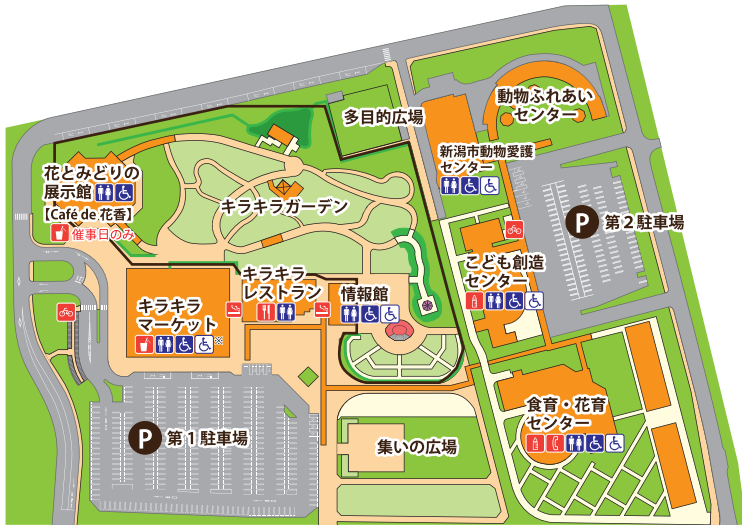 多目的広場
動物ふれあい
センター
新潟市動物愛護
センター
花とみどりの
展示館
【Café de 花香】
催事日のみ
キラキラガーデン
P 第2駐車場
こども創造
センター
キラキラ
レストラン
情報館
キラキラ
マーケット
※
食育・花育
センター
P 第1駐車場
集いの広場